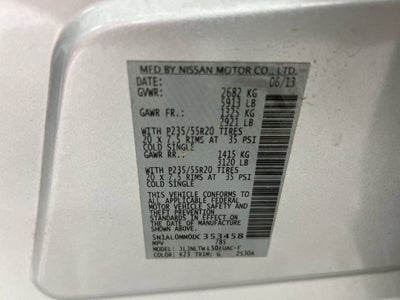 MFD BY NISSAN MOTOR CO., LTD.
DATE: 06/13
GVWR: 2682 KG
5913 LB
GAWR FR.: 1325 KG
2921 LB
WITH P235/55R20 TIRES
20 X 7.5 RIMS AT 35 PSI
COLD SINGLE
GAWR RR.: 1415 KG
3120 LB
WITH P235/55R20 TIRES
20 X 7.5 RIMS AT 35 PSI
COLD SINGLE
THIS VEHICLE CONFORMS TO
ALL APPLICABLE FEDERAL
MOTOR VEHICLE SAFETY
AND THEFT PREVENTION
STANDARDS IN EFFECT ON
THE DATE OF MANUFACTURE
SHOWN ABOVE.
5N1AL0MM0DC353458
MPV 785
MODEL: JLJNLTWL50EUAC-F
COLOR: K23 TRIM: G 2530A